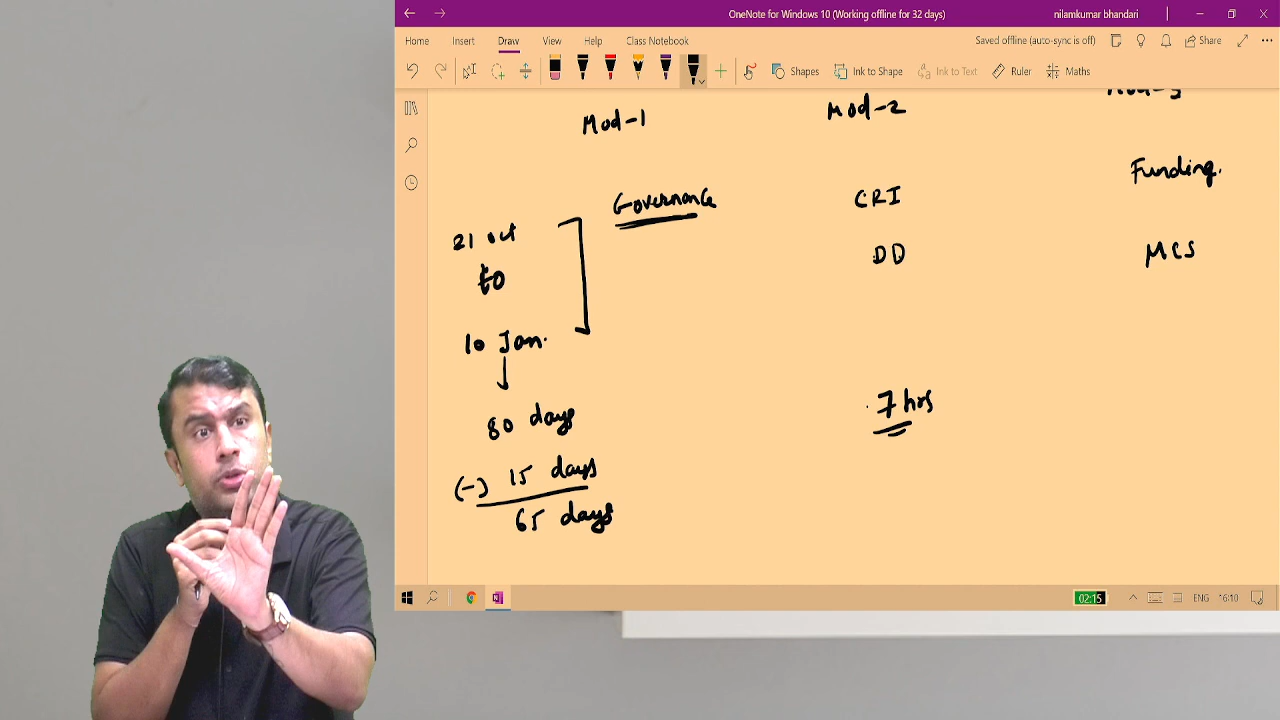 OneNote for Windows 10 (Working offline for 32 days)
nilamkumar bhandari
Home Insert Draw View Help Class Notebook
Saved offline (auto-sync is off) Share
Shapes Ink to Shape Ink to Text Ruler Maths
Mod-1 Mod-2
Governance CRI Funding.
21 oct
to
DD MCS
10 Jan.
80 days
7 hrs
(-) 15 days
65 days
02:15 ENG 16:10